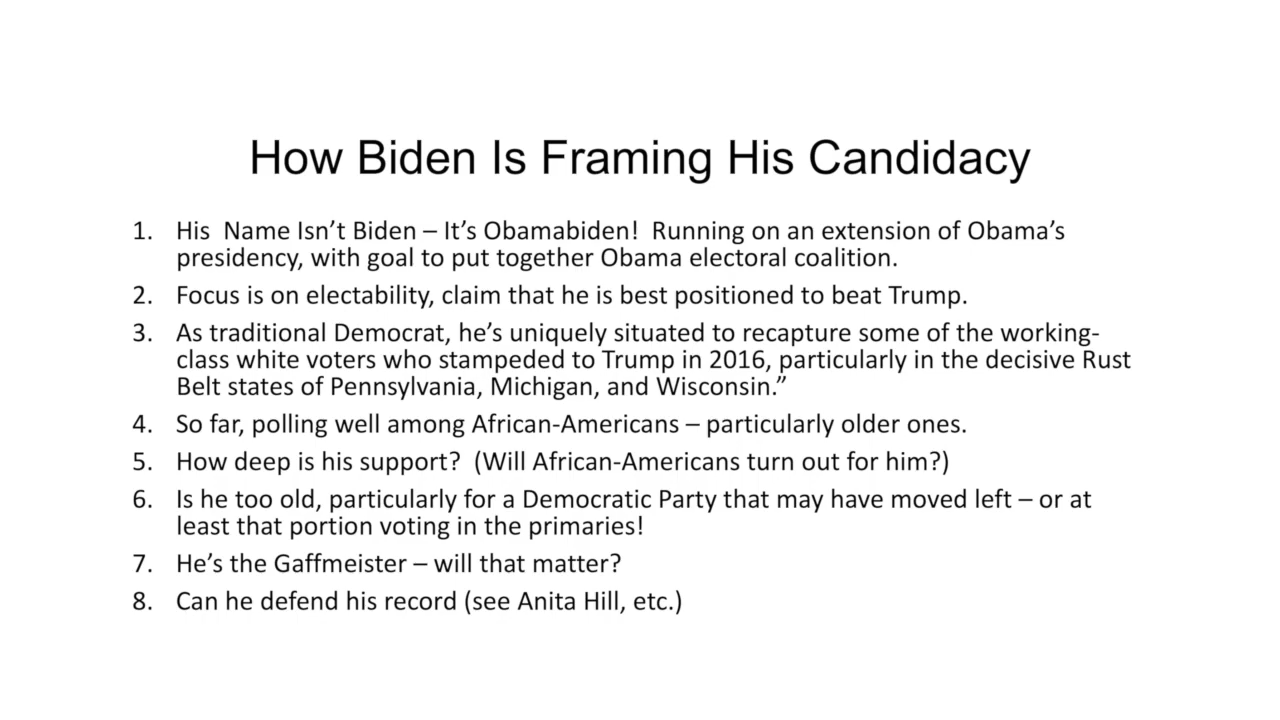 How Biden Is Framing His Candidacy
1. His  Name Isn’t Biden – It’s Obamabiden!  Running on an extension of Obama’s
presidency, with goal to put together Obama electoral coalition.
2. Focus is on electability, claim that he is best positioned to beat Trump.
3. As traditional Democrat, he’s uniquely situated to recapture some of the working-
class white voters who stampeded to Trump in 2016, particularly in the decisive Rust
Belt states of Pennsylvania, Michigan, and Wisconsin.”
4. So far, polling well among African-Americans – particularly older ones.
5. How deep is his support?  (Will African-Americans turn out for him?)
6. Is he too old, particularly for a Democratic Party that may have moved left – or at
least that portion voting in the primaries!
7. He’s the Gaffmeister – will that matter?
8. Can he defend his record (see Anita Hill, etc.)